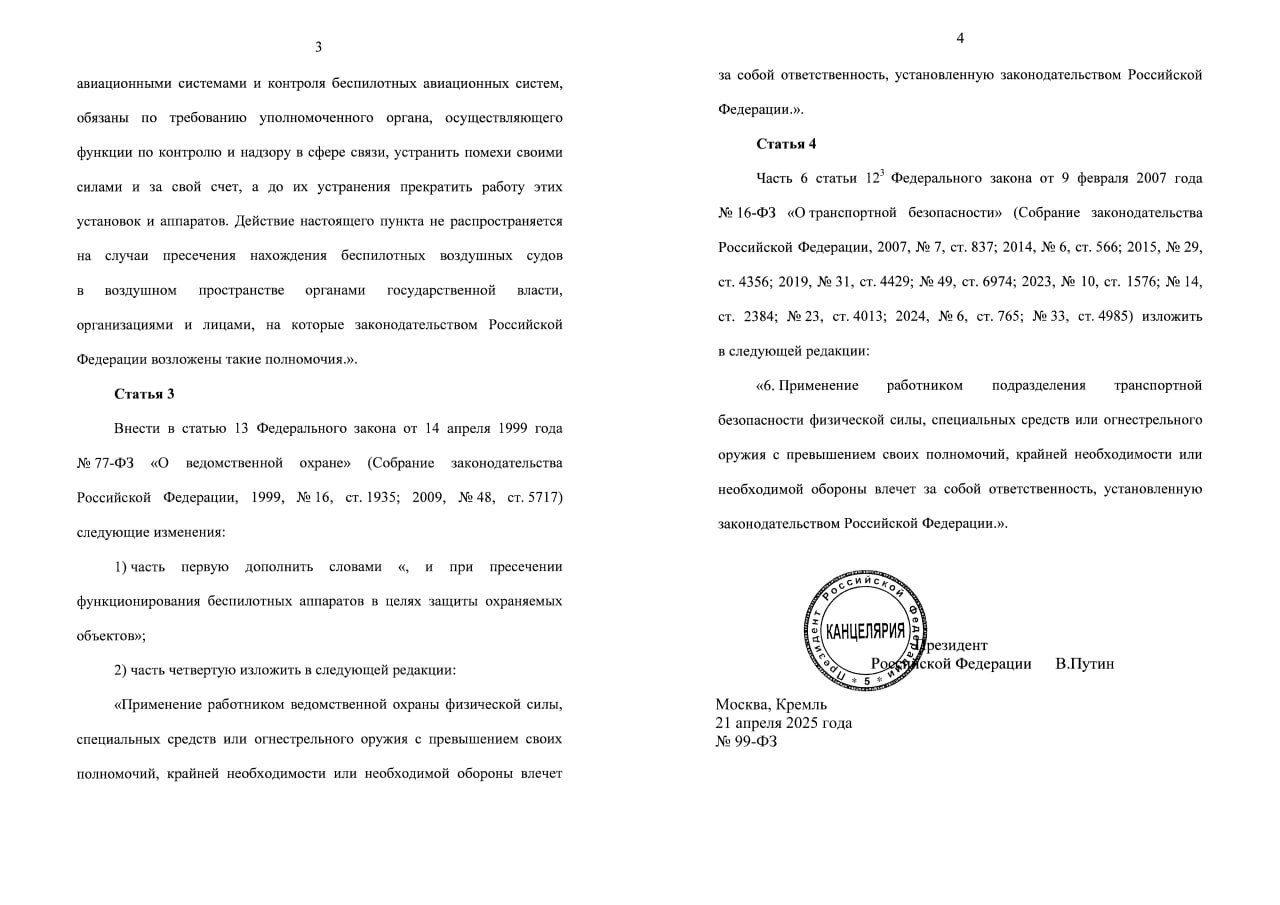 3
авиационными системами и контроля беспилотных авиационных систем,
обязаны по требованию уполномоченного органа, осуществляющего
функции по контролю и надзору в сфере связи, устранить помехи своими
силами и за свой счет, а до их устранения прекратить работу этих
установок и аппаратов. Действие настоящего пункта не распространяется
на случаи пресечения нахождения беспилотных воздушных судов
в воздушном пространстве органами государственной власти,
организациями и лицами, на которые законодательством Российской
Федерации возложены такие полномочия.».
Статья 3
Внести в статью 13 Федерального закона от 14 апреля 1999 года
№ 77-ФЗ «О ведомственной охране» (Собрание законодательства
Российской Федерации, 1999, № 16, ст. 1935; 2009, № 48, ст. 5717)
следующие изменения:
1) часть первую дополнить словами «, и при пресечении
функционирования беспилотных аппаратов в целях защиты охраняемых
объектов»;
2) часть четвертую изложить в следующей редакции:
«Применение работником ведомственной охраны физической силы,
специальных средств или огнестрельного оружия с превышением своих
полномочий, крайней необходимости или необходимой обороны влечет
4
за собой ответственность, установленную законодательством Российской
Федерации.».
Статья 4
Часть 6 статьи 12³ Федерального закона от 9 февраля 2007 года
№ 16-ФЗ «О транспортной безопасности» (Собрание законодательства
Российской Федерации, 2007, № 7, ст. 837; 2014, № 6, ст. 566; 2015, № 29,
ст. 4356; 2019, № 31, ст. 4429; № 49, ст. 6974; 2023, № 10, ст. 1576; № 14,
ст. 2384; № 23, ст. 4013; 2024, № 6, ст. 765; № 33, ст. 4985) изложить
в следующей редакции:
«6. Применение работником подразделения транспортной
безопасности физической силы, специальных средств или огнестрельного
оружия с превышением своих полномочий, крайней необходимости или
необходимой обороны влечет за собой ответственность, установленную
законодательством Российской Федерации.».
Президент Российской Федерации * 5 *
КАНЦЕЛЯРИЯ
Президент
Российской Федерации В.Путин
Москва, Кремль
21 апреля 2025 года
№ 99-ФЗ